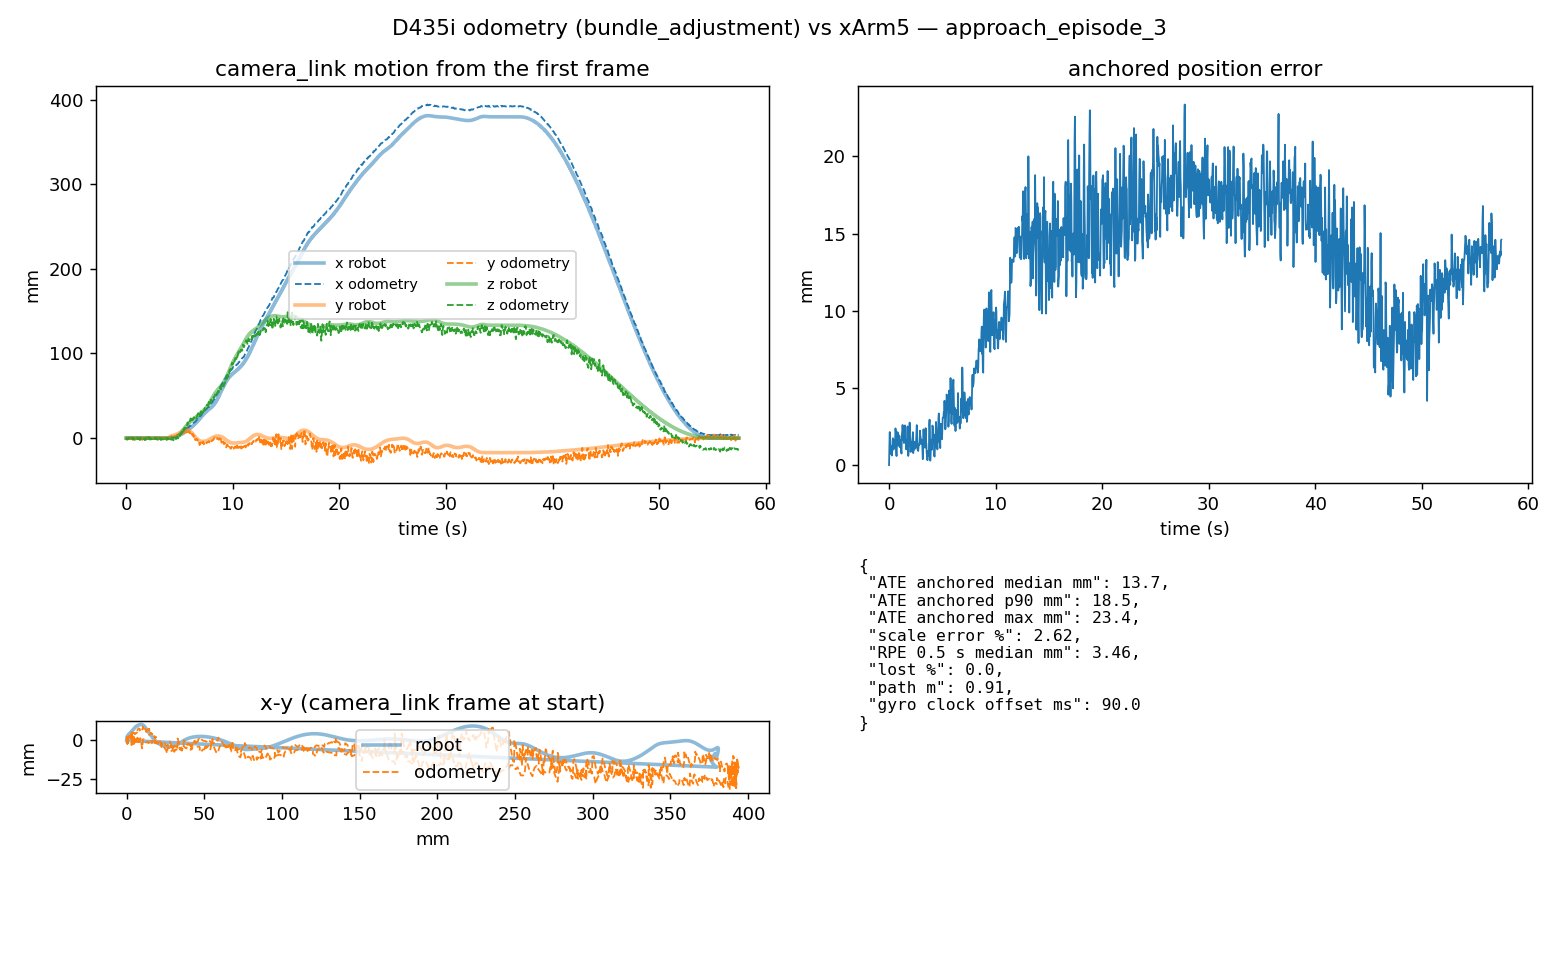 D435i odometry (bundle_adjustment) vs xArm5 — approach_episode_3
camera_link motion from the first frame
400
300
200
100
0
mm
x robot
x odometry
y robot
y odometry
z robot
z odometry
0 10 20 30 40 50 60
time (s)
anchored position error
20
15
10
5
0
mm
0 10 20 30 40 50 60
time (s)
x-y (camera_link frame at start)
0
−25
mm
robot
odometry
0 50 100 150 200 250 300 350 400
mm
{
"ATE anchored median mm": 13.7,
"ATE anchored p90 mm": 18.5,
"ATE anchored max mm": 23.4,
"scale error %": 2.62,
"RPE 0.5 s median mm": 3.46,
"lost %": 0.0,
"path m": 0.91,
"gyro clock offset ms": 90.0
}